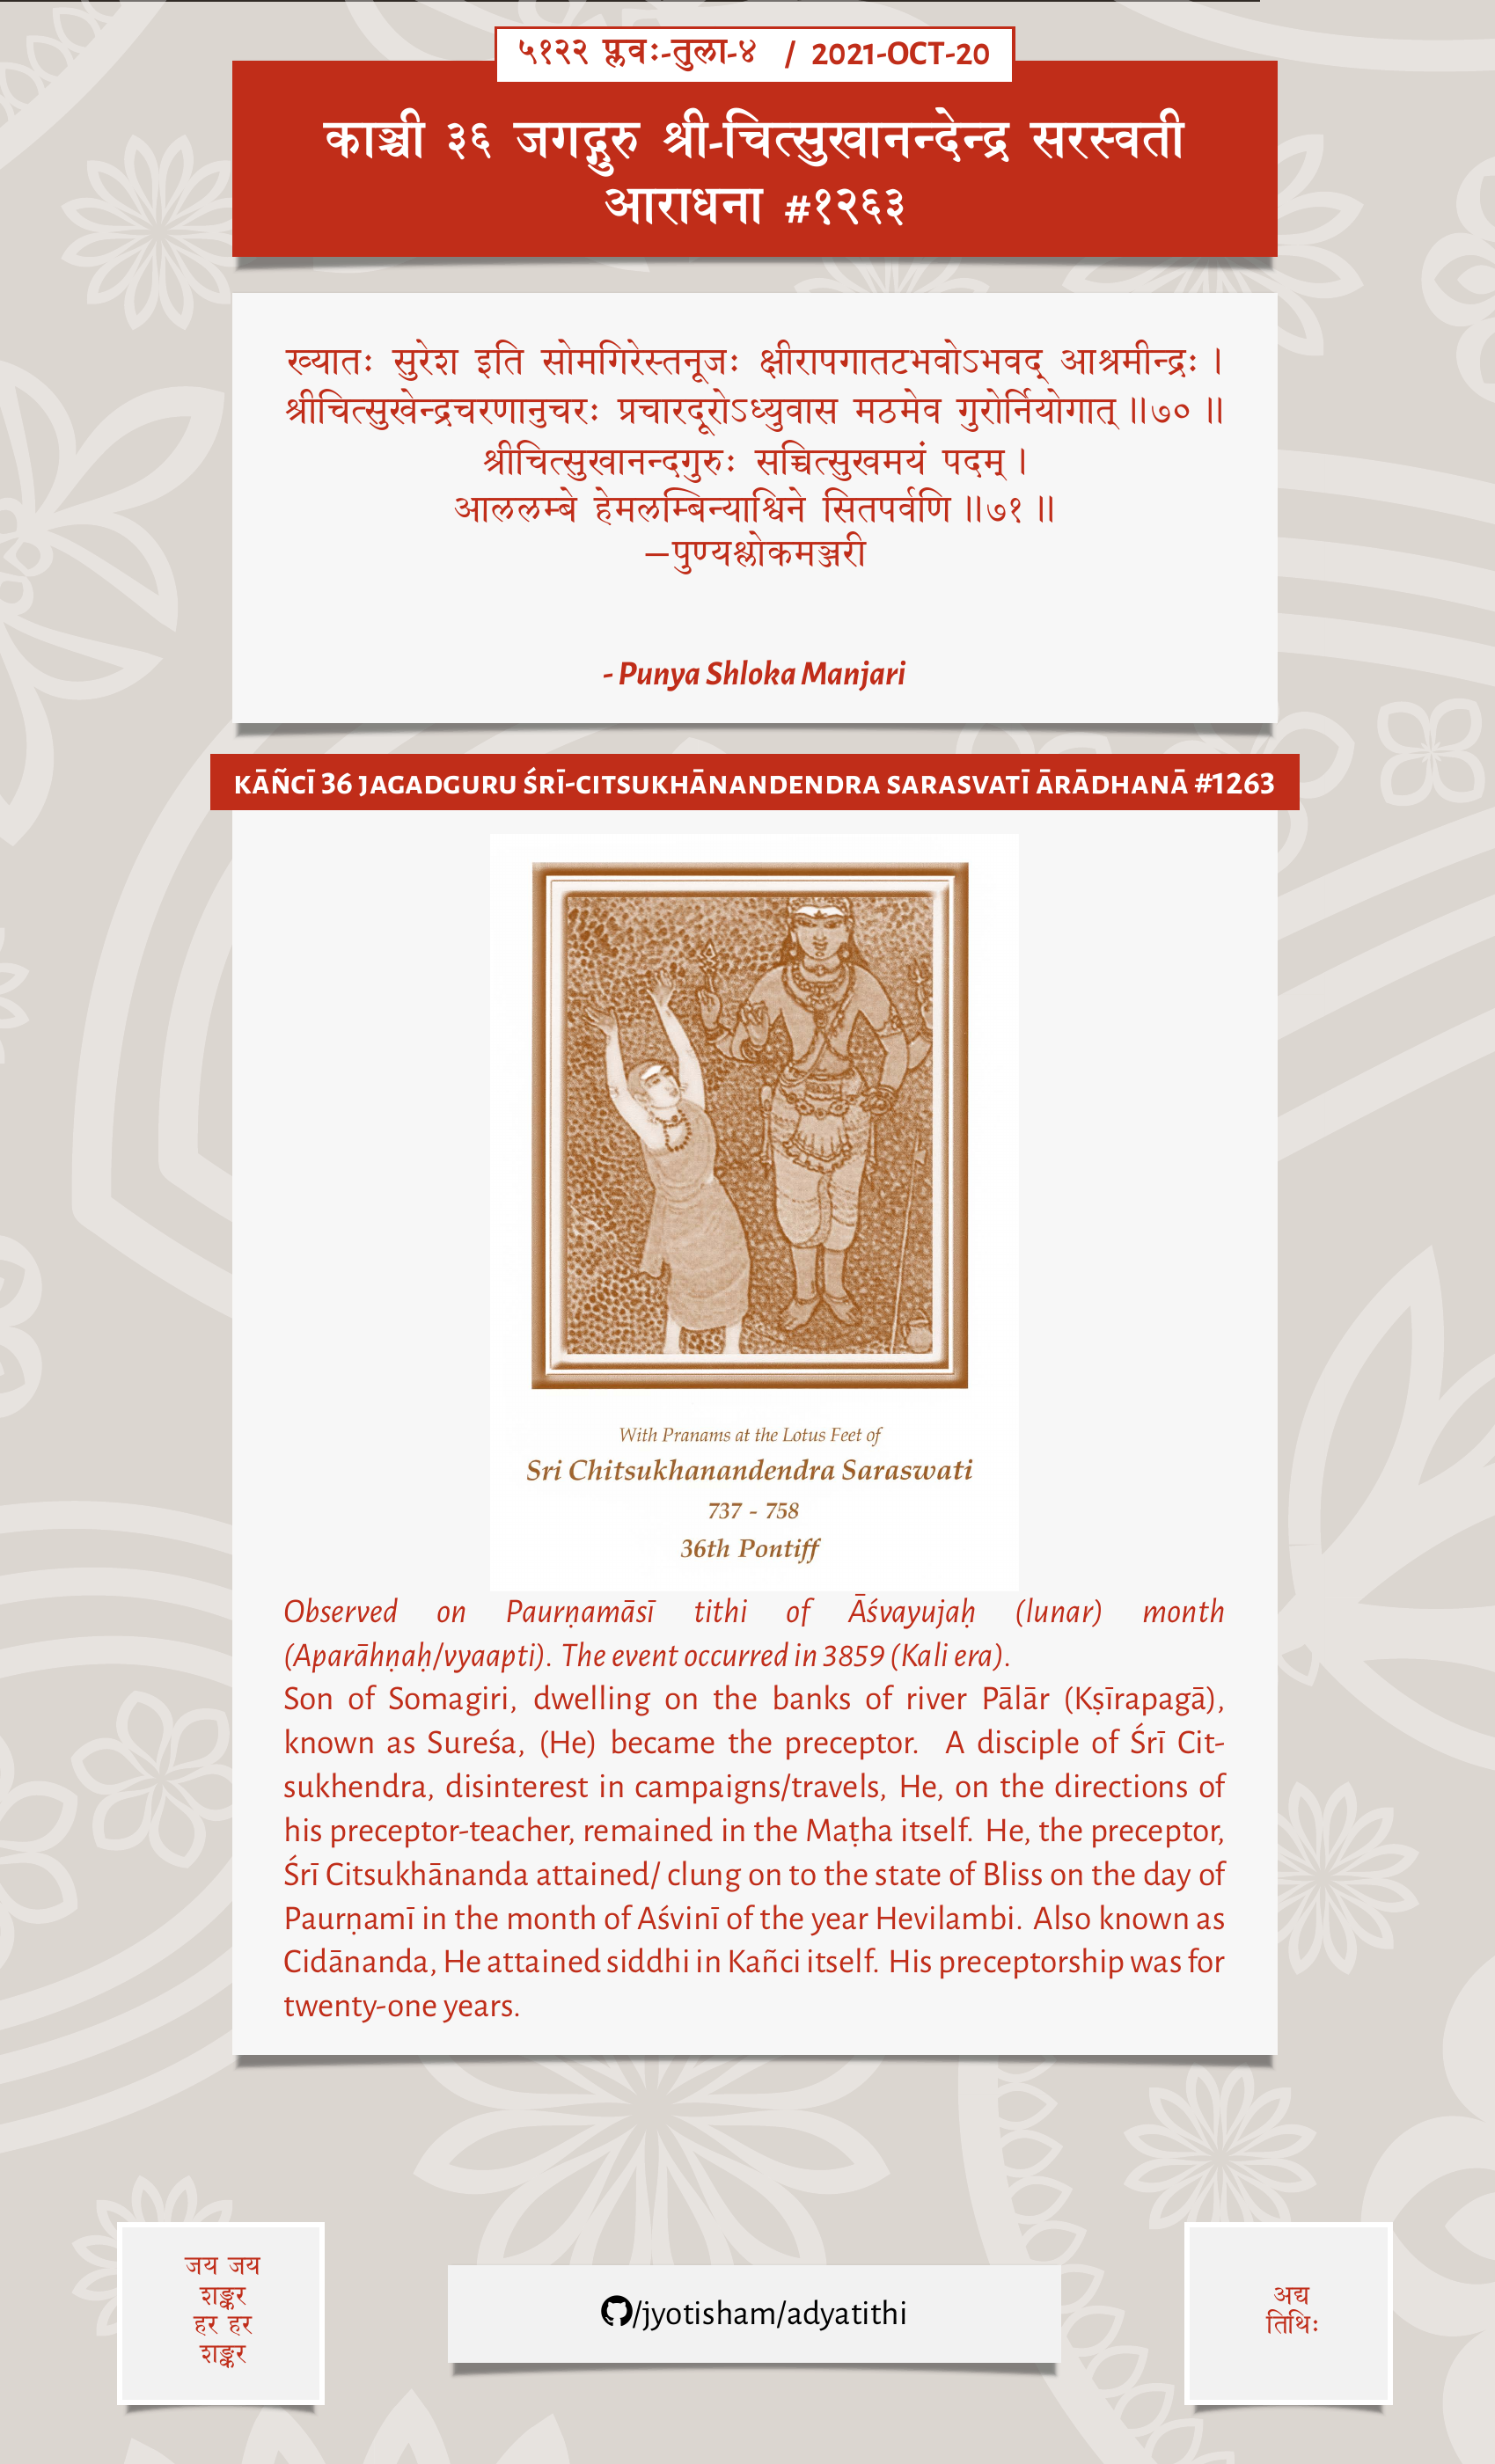 ५१२२ प्लवः-तुला-४ / 2021-OCT-20
काञ्ची ३६ जगद्गुरु श्री-चित्सुखानन्देन्द्र सरस्वती
आराधना #१२६३
ख्यातः सुरेश इति सोमगिरेस्तनूजः क्षीरापगातटभवोऽभवद् आश्रमीन्द्रः ।
श्रीचित्सुखेन्द्रचरणानुचरः प्रचारदूरोऽध्युवास मठमेव गुरोर्नियोगात् ॥७० ॥
श्रीचित्सुखानन्दगुरुः सच्चित्सुखमयं पदम् ।
आललम्बे हेमलम्बिन्याश्विने सितपर्वणि ॥७१ ॥
—पुण्यश्लोकमञ्जरी
- Punya Shloka Manjari
KĀÑCĪ 36 JAGADGURU ŚRĪ-CITSUKHĀNANDENDRA SARASVATĪ ĀRĀDHANĀ #1263
With Pranams at the Lotus Feet of
Sri Chitsukhanandendra Saraswati
737 - 758
36th Pontiff
Observed on Paurṇamāsī tithi of Āśvayujaḥ (lunar) month
(Aparāhṇaḥ/vyaapti). The event occurred in 3859 (Kali era).
Son of Somagiri, dwelling on the banks of river Pālār (Kṣīrapagā),
known as Sureśa, (He) became the preceptor. A disciple of Śrī Cit-
sukhendra, disinterest in campaigns/travels, He, on the directions of
his preceptor-teacher, remained in the Maṭha itself. He, the preceptor,
Śrī Citsukhānanda attained/ clung on to the state of Bliss on the day of
Paurṇamī in the month of Aśvinī of the year Hevilambi. Also known as
Cidānanda, He attained siddhi in Kañci itself. His preceptorship was for
twenty-one years.
जय जय
शङ्कर
हर हर
शङ्कर
/jyotisham/adyatithi
अद्य
तिथिः